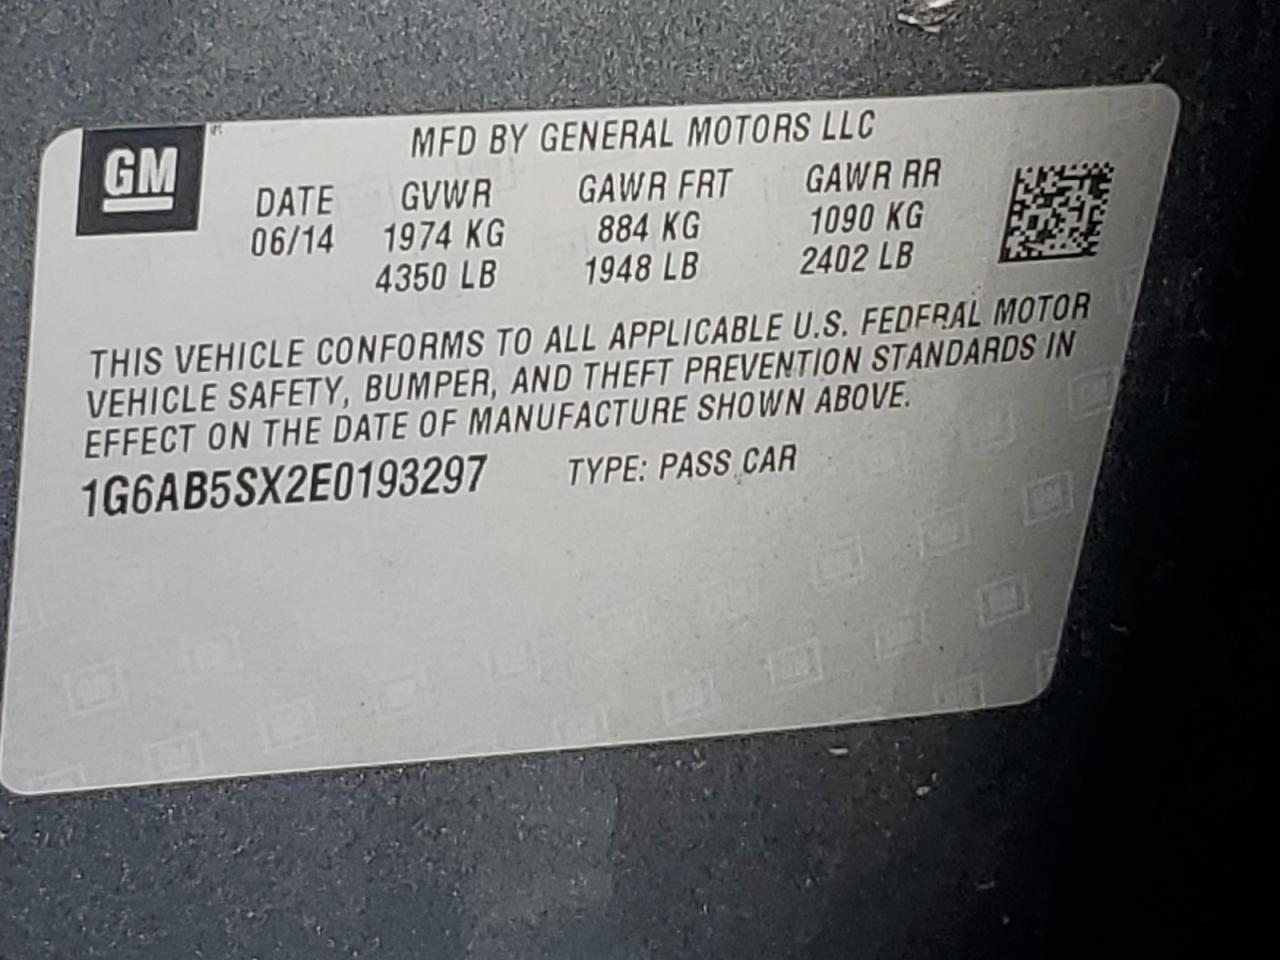 GM
MFD BY GENERAL MOTORS LLC
DATE GVWR GAWR FRT GAWR RR
06/14 1974 KG 884 KG 1090 KG
4350 LB 1948 LB 2402 LB
THIS VEHICLE CONFORMS TO ALL APPLICABLE U.S. FEDERAL MOTOR
VEHICLE SAFETY, BUMPER, AND THEFT PREVENTION STANDARDS IN
EFFECT ON THE DATE OF MANUFACTURE SHOWN ABOVE.
1G6AB5SX2E0193297 TYPE: PASS CAR